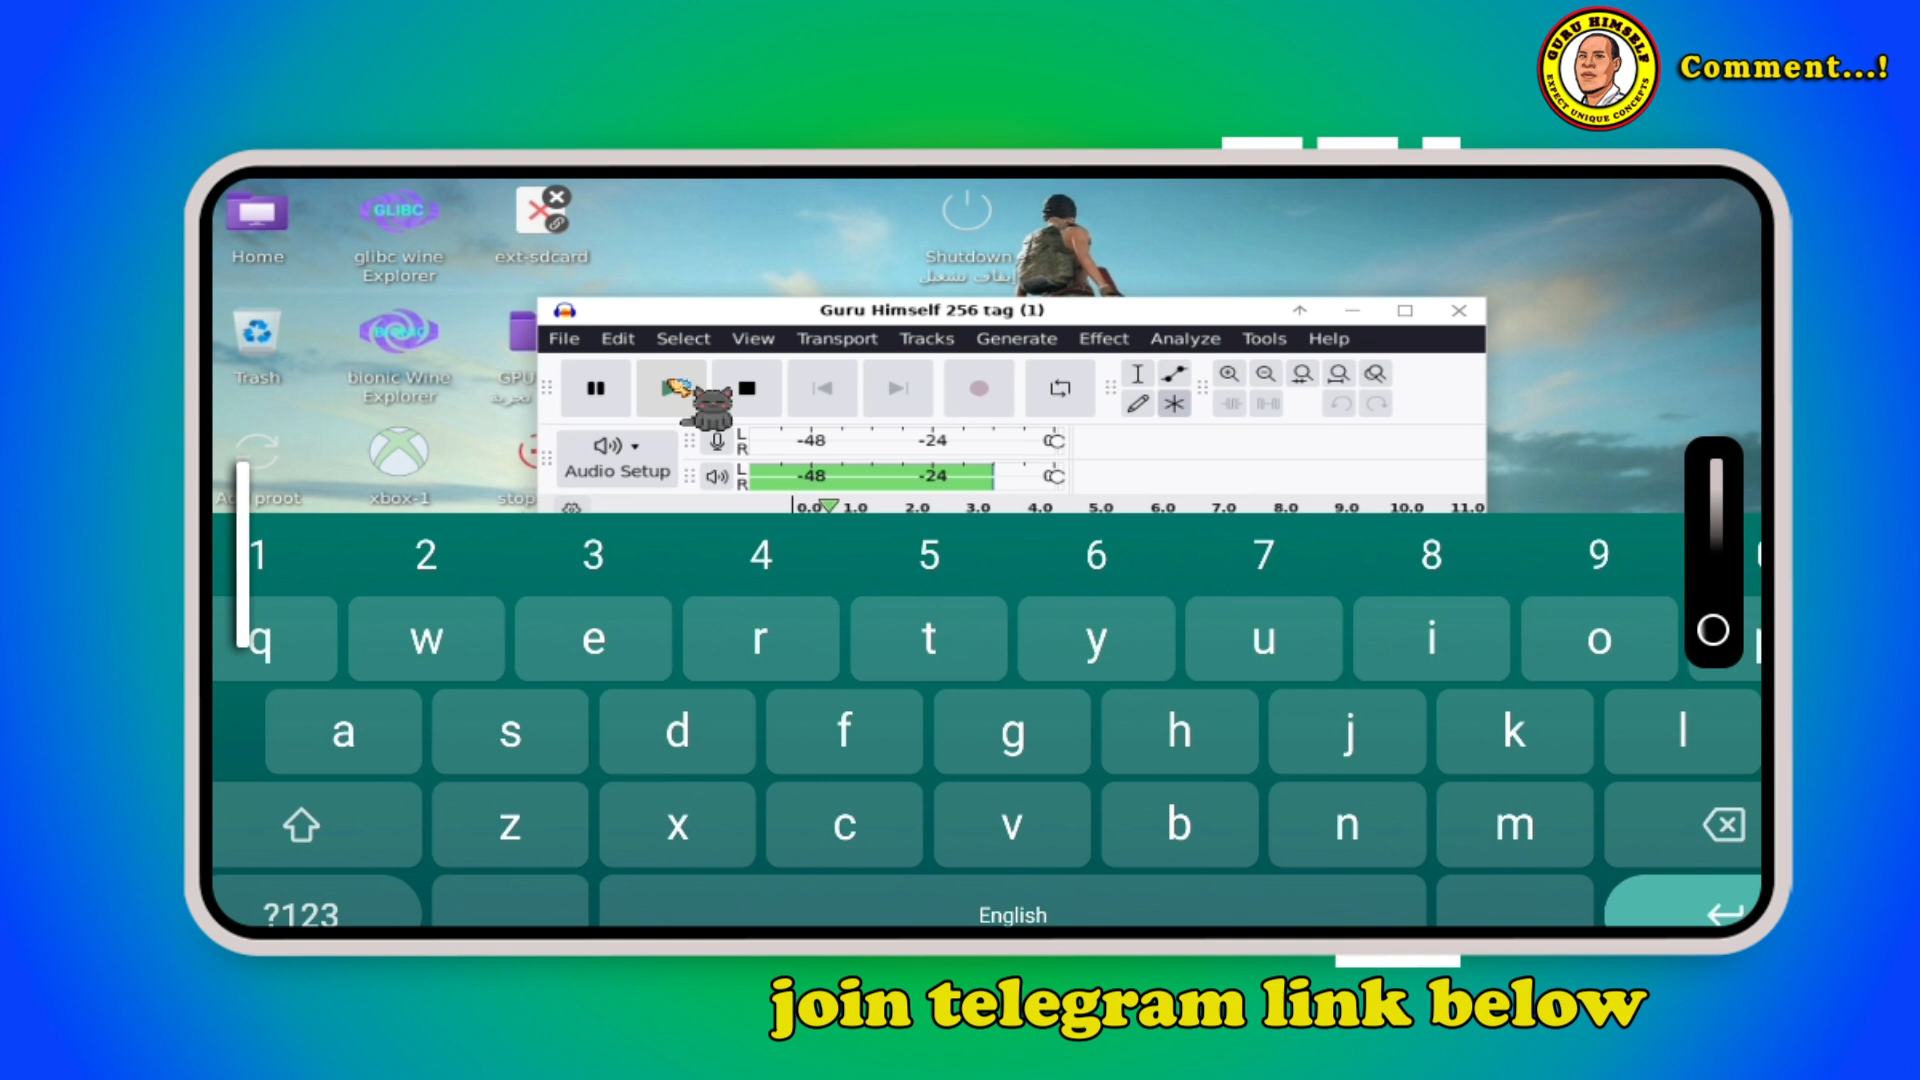 GURU HIMSELF
EXPECT UNIQUE CONCEPTS
Comment...!
GLIBC
Home
glibc wine
Explorer
ext-sdcard
Shutdown
إيقاف تشغيل
Guru Himself 256 tag (1)
File Edit Select View Transport Tracks Generate Effect Analyze Tools Help
Trash
bionic Wine
Explorer
GPU
L
R
-48 -24
Audio Setup
L
R
-48 -24
proot
xbox-1
stop
0.0 1.0 2.0 3.0 4.0 5.0 6.0 7.0 8.0 9.0 10.0 11.0
1 2 3 4 5 6 7 8 9
q w e r t y u i o
a s d f g h j k l
z x c v b n m
?123
English
join telegram link below